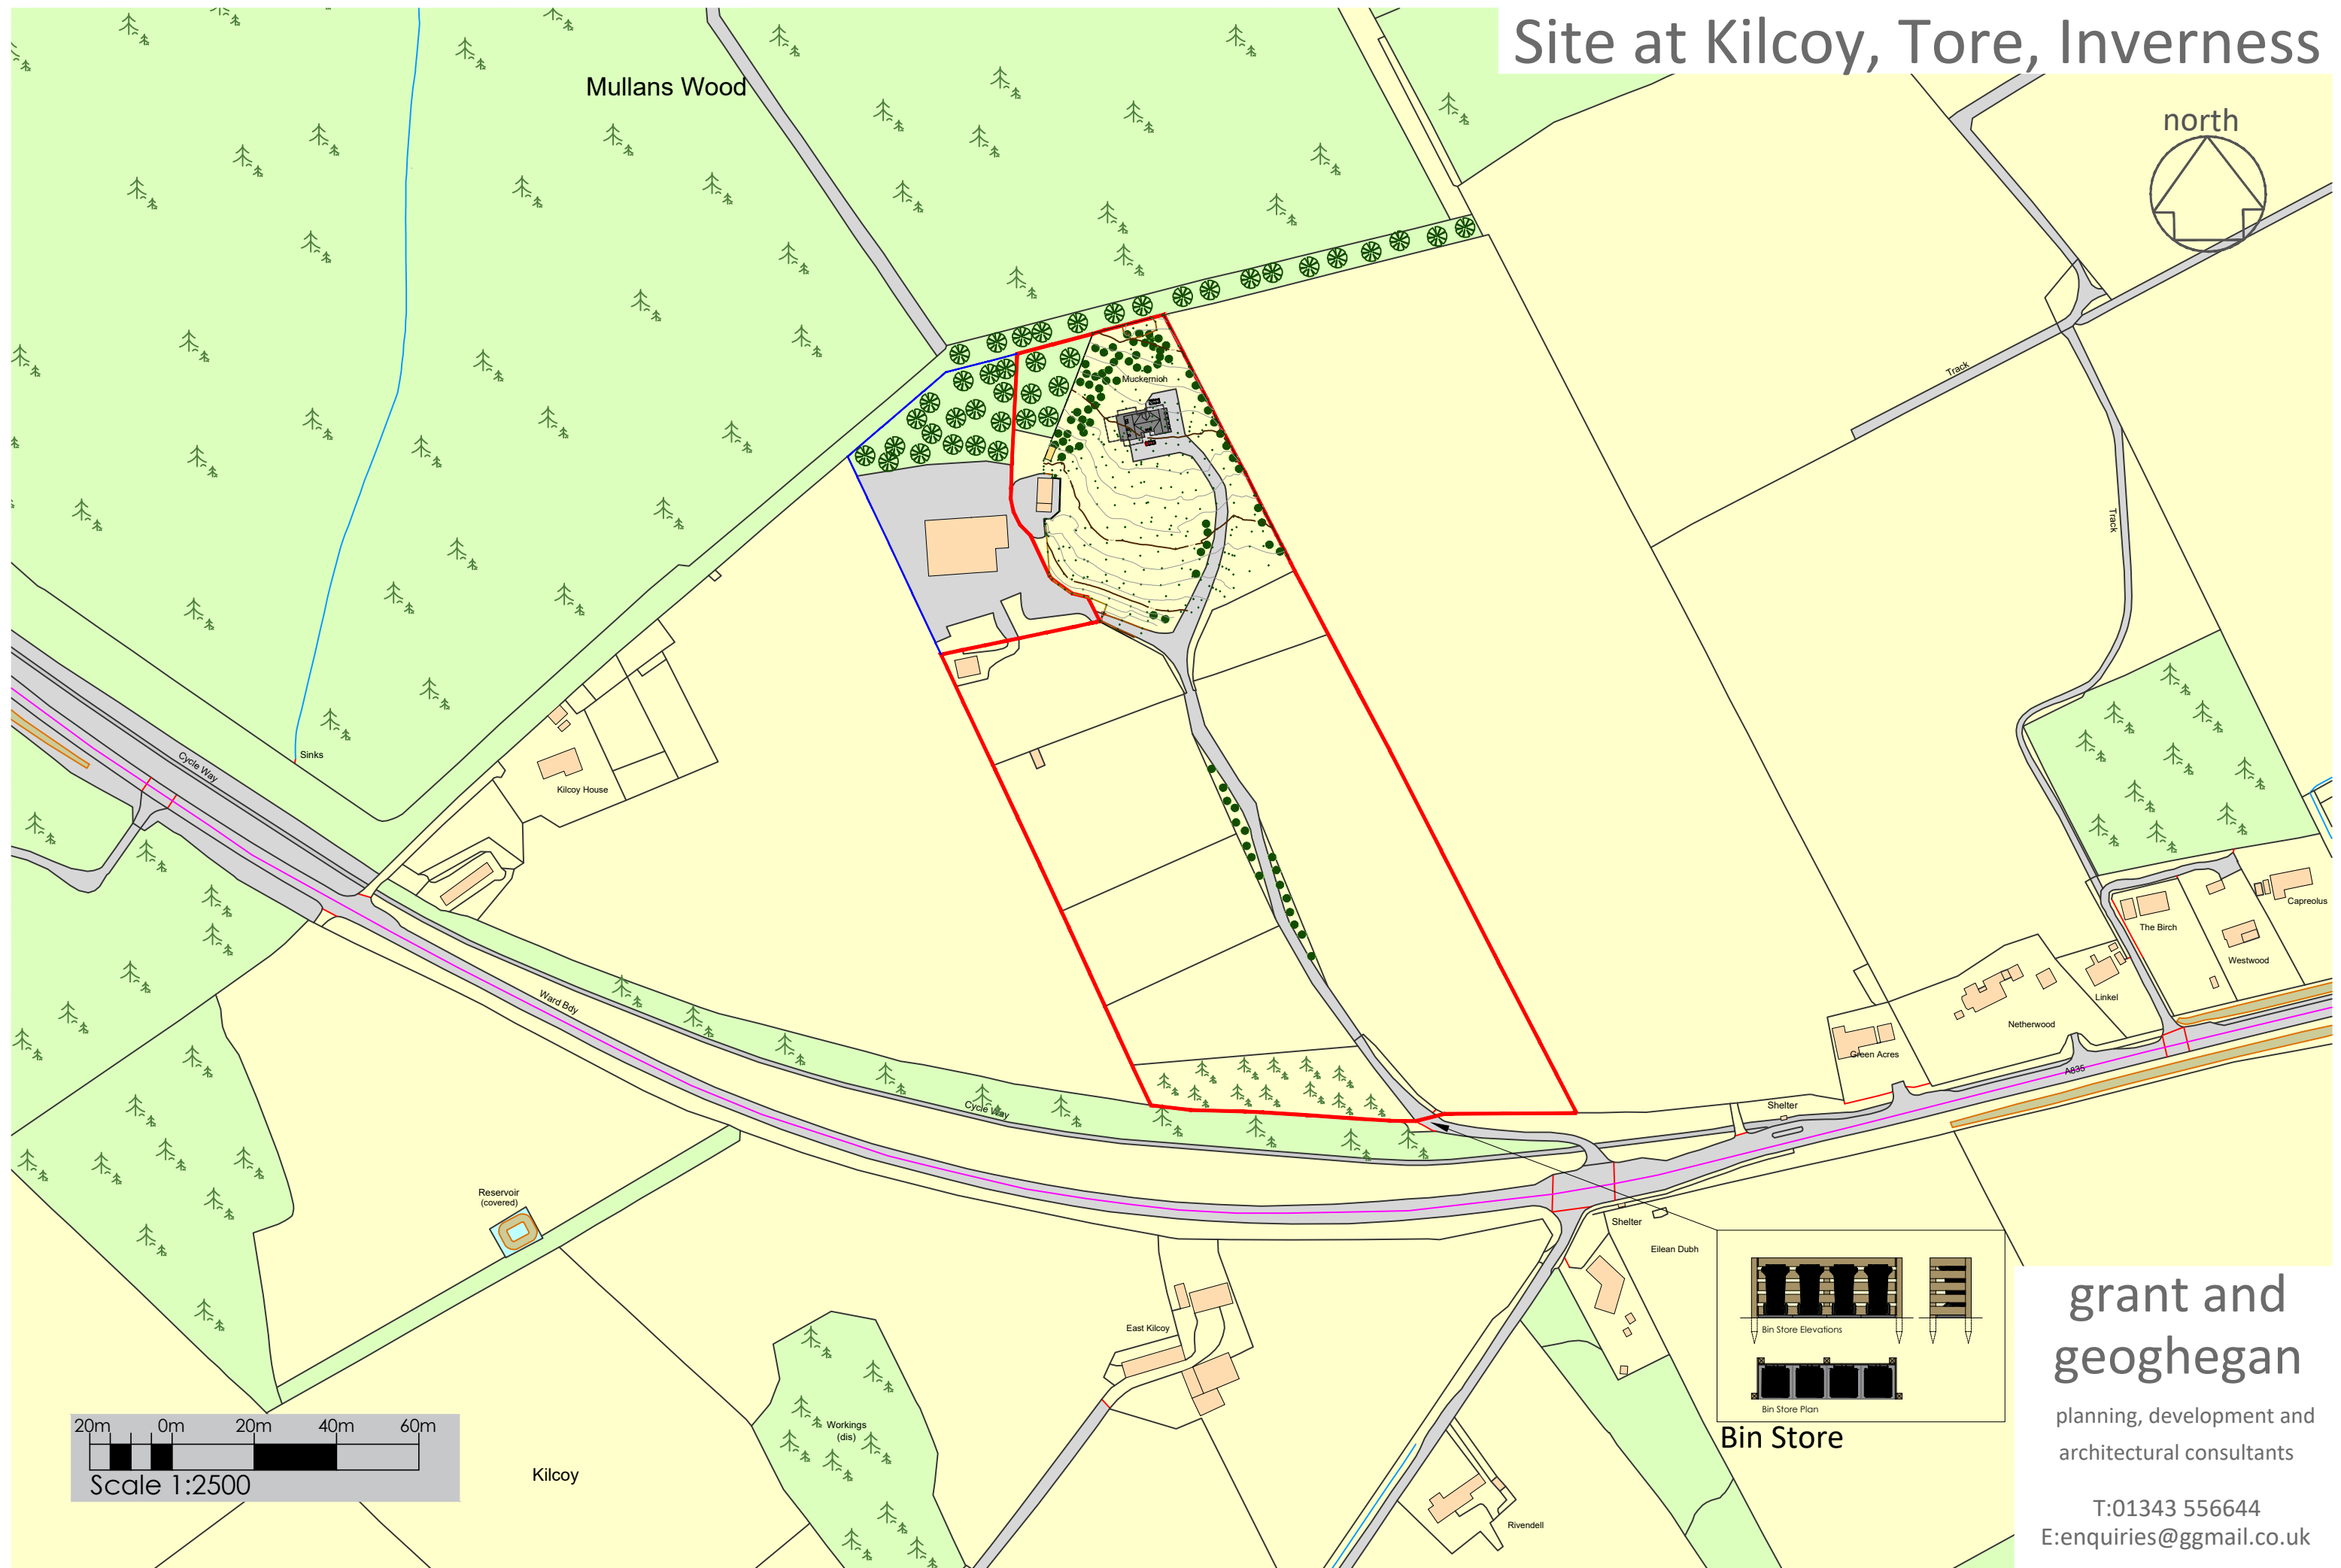 Site at Kilcoy, Tore, Inverness
Mullans Wood
north
Muckernich
Track
Track
Sinks
Cycle Way
Kilcoy House
Ward Bdy
Cycle Way
Capreolus
The Birch
Westwood
Linkel
Netherwood
Green Acres
A835
Shelter
Reservoir
(covered)
Shelter
Eilean Dubh
East Kilcoy
Bin Store Elevations
Bin Store Plan
Bin Store
Workings
(dis)
Kilcoy
Rivendell
20m 0m 20m 40m 60m
Scale 1:2500
grant and
geoghegan
planning, development and
architectural consultants
T:01343 556644
E:enquiries@ggmail.co.uk